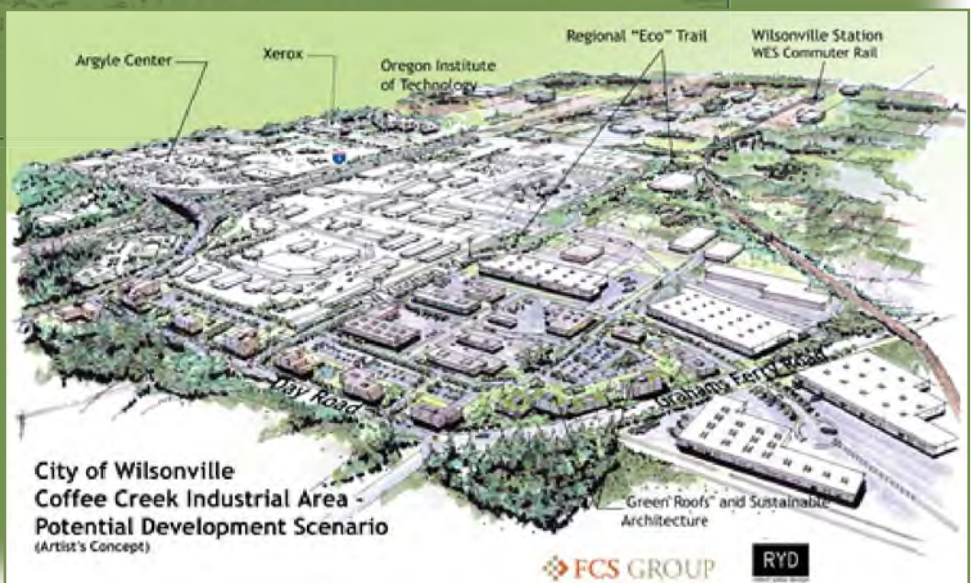 Argyle Center
Xerox
Oregon Institute
of Technology
Regional "Eco" Trail
Wilsonville Station
WES Commuter Rail
5
Day Road
Grahams Ferry Road
City of Wilsonville
Coffee Creek Industrial Area -
Potential Development Scenario
(Artist's Concept)
Green Roofs" and Sustainable
Architecture
FCS GROUP
RYD